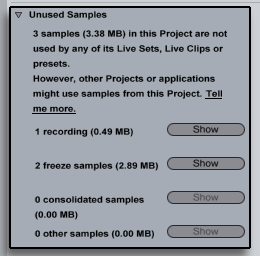 Unused Samples
3 samples (3.38 MB) in this Project are not
used by any of its Live Sets, Live Clips or
presets.
However, other Projects or applications
might use samples from this Project. Tell
me more.
1 recording (0.49 MB) Show
2 freeze samples (2.89 MB) Show
0 consolidated samples Show
(0.00 MB)
0 other samples (0.00 MB) Show